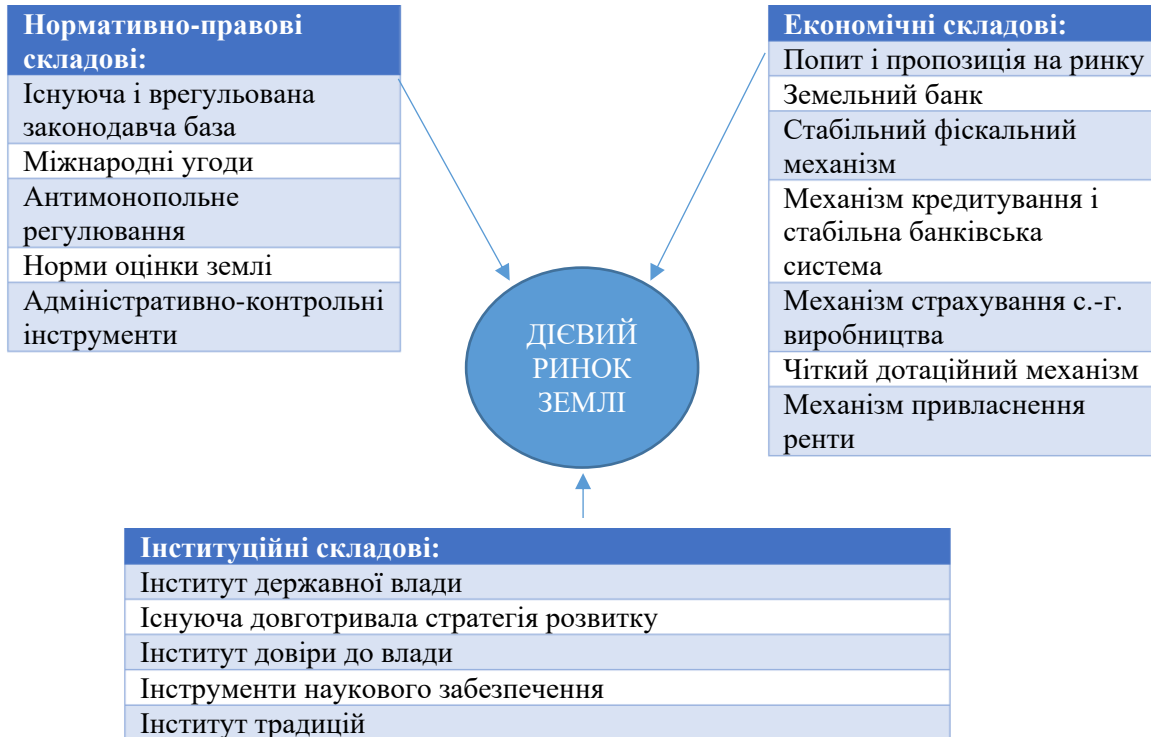 Нормативно-правові
складові:
Існуюча і врегульована
законодавча база
Міжнародні угоди
Антимонопольне
регулювання
Норми оцінки землі
Адміністративно-контрольні
інструменти
Економічні складові:
Попит і пропозиція на ринку
Земельний банк
Стабільний фіскальний
механізм
Механізм кредитування і
стабільна банківська
система
Механізм страхування с.-г.
виробництва
Чіткий дотаційний механізм
Механізм привласнення
ренти
ДІЄВИЙ
РИНОК
ЗЕМЛІ
Інституційні складові:
Інститут державної влади
Існуюча довготривала стратегія розвитку
Інститут довіри до влади
Інструменти наукового забезпечення
Інститут традицій